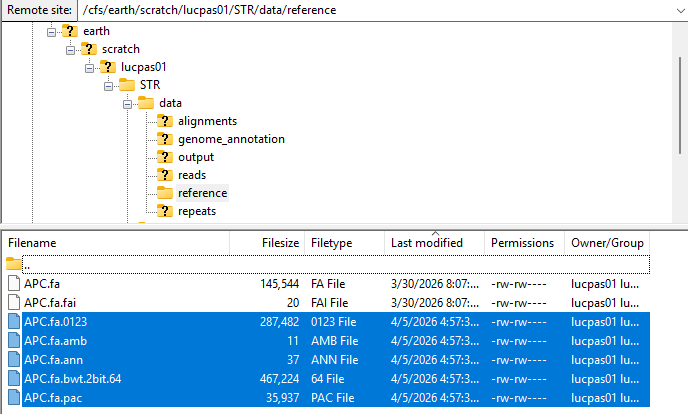 Remote site: /cfs/earth/scratch/lucpas01/STR/data/reference
earth
scratch
lucpas01
STR
data
alignments
genome_annotation
output
reads
reference
repeats
Filename Filesize Filetype Last modified Permissions Owner/Group
..
APC.fa 145,544 FA File 3/30/2026 8:07:... -rw-rw---- lucpas01 lu...
APC.fa.fai 20 FAI File 3/30/2026 8:07:... -rw-rw---- lucpas01 lu...
APC.fa.0123 287,482 0123 File 4/5/2026 4:57:3... -rw-rw---- lucpas01 lu...
APC.fa.amb 11 AMB File 4/5/2026 4:57:3... -rw-rw---- lucpas01 lu...
APC.fa.ann 37 ANN File 4/5/2026 4:57:3... -rw-rw---- lucpas01 lu...
APC.fa.bwt.2bit.64 467,224 64 File 4/5/2026 4:57:3... -rw-rw---- lucpas01 lu...
APC.fa.pac 35,937 PAC File 4/5/2026 4:57:3... -rw-rw---- lucpas01 lu...